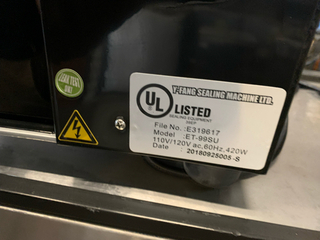 Y-FANG SEALING MACHINE LTD.
UL
LISTED
SEALING EQUIPMENT
File No.:E319617
Model :ET-99SU
110V/120V ac,60Hz,420W
Date 20180925005-S